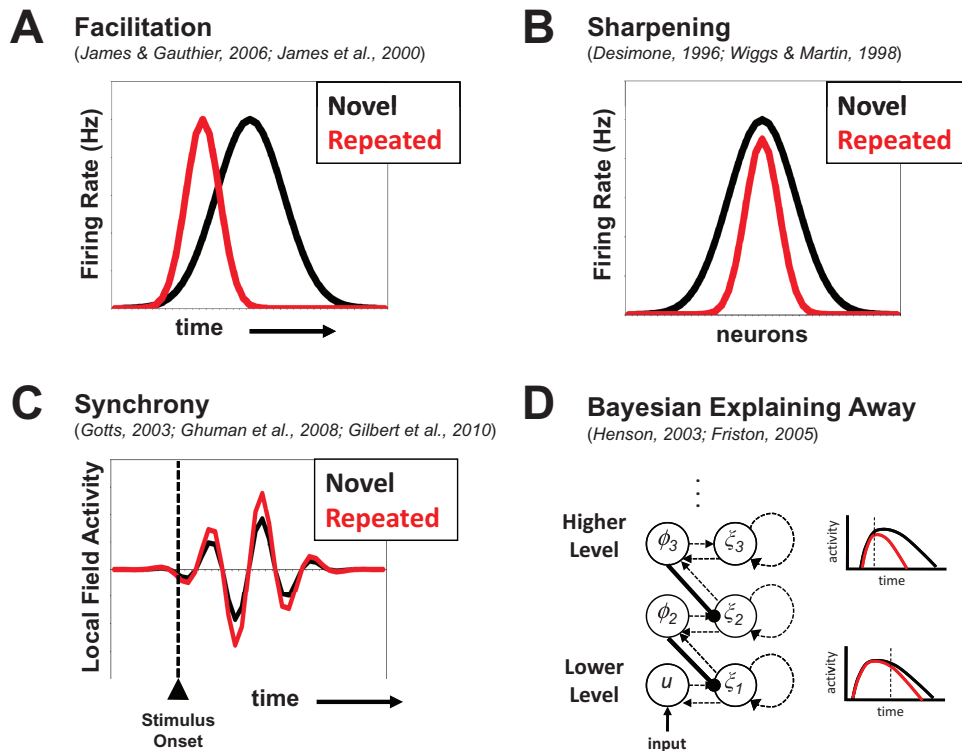 A Facilitation
(James & Gauthier, 2006; James et al., 2000)
Firing Rate (Hz)
Novel
Repeated
time
B Sharpening
(Desimone, 1996; Wiggs & Martin, 1998)
Firing Rate (Hz)
Novel
Repeated
neurons
C Synchrony
(Gotts, 2003; Ghuman et al., 2008; Gilbert et al., 2010)
Local Field Activity
Novel
Repeated
time
Stimulus
Onset
D Bayesian Explaining Away
(Henson, 2003; Friston, 2005)
Higher
Level
ϕ3 ξ3
activity
time
ϕ2 ξ2
Lower
Level
u ξ1
activity
time
input